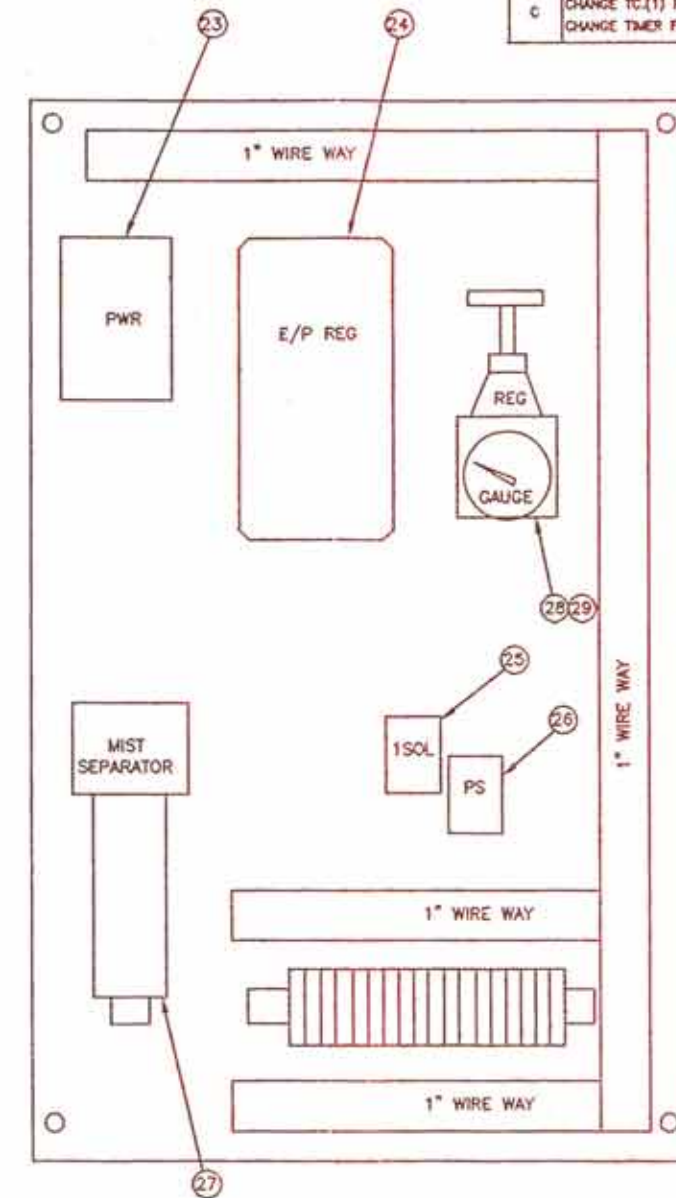 23
24
C
CHANGE TC.(1)
CHANGE TIMER
1" WIRE WAY
PWR
E/P REG
REG
GAUGE
28 29
25
26
1" WIRE WAY
MIST
SEPARATOR
1SOL
PS
1" WIRE WAY
1" WIRE WAY
27